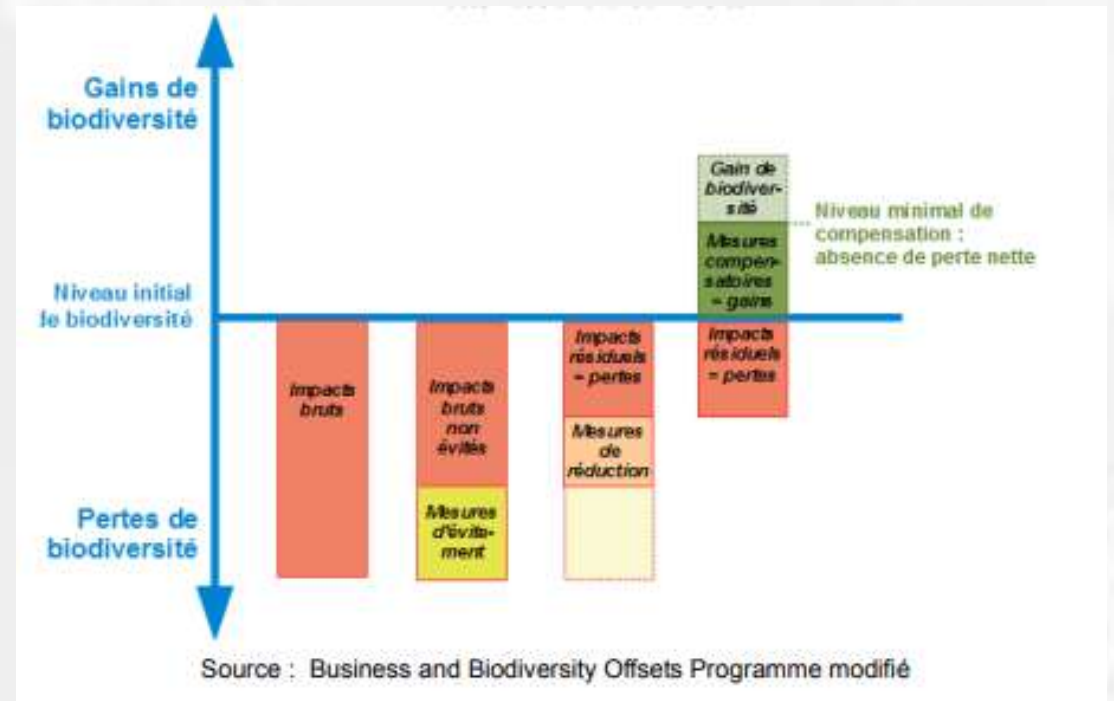 Gains de
biodiversité
Niveau initial
de biodiversité
Pertes de
biodiversité
Impacts
bruts
Impacts
bruts
non
évités
Mesures
d'évite-
ment
Impacts
résiduels
= pertes
Mesures
de
réduction
Gain de
biodiver-
sité
Mesures
compen-
satoires
= gains
Impacts
résiduels
= pertes
Niveau minimal de
compensation :
absence de perte nette
Source : Business and Biodiversity Offsets Programme modifié